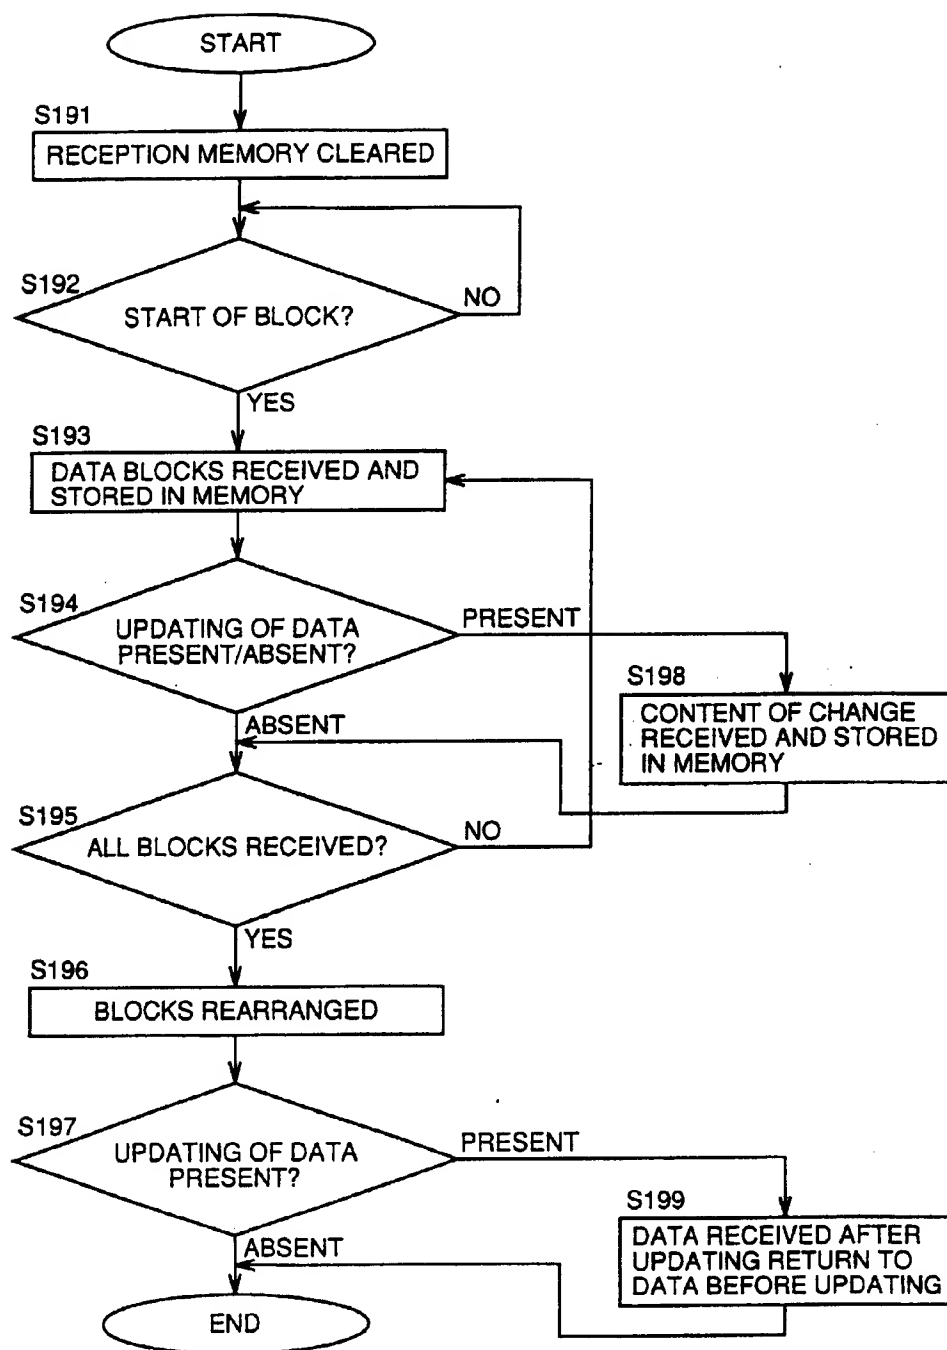 START
S191
RECEPTION MEMORY CLEARED
S192
START OF BLOCK?
NO
YES
S193
DATA BLOCKS RECEIVED AND
STORED IN MEMORY
S194
UPDATING OF DATA
PRESENT/ABSENT?
PRESENT
S198
CONTENT OF CHANGE
RECEIVED AND STORED
IN MEMORY
ABSENT
S195
ALL BLOCKS RECEIVED?
NO
YES
S196
BLOCKS REARRANGED
S197
UPDATING OF DATA
PRESENT?
PRESENT
S199
DATA RECEIVED AFTER
UPDATING RETURN TO
DATA BEFORE UPDATING
ABSENT
END